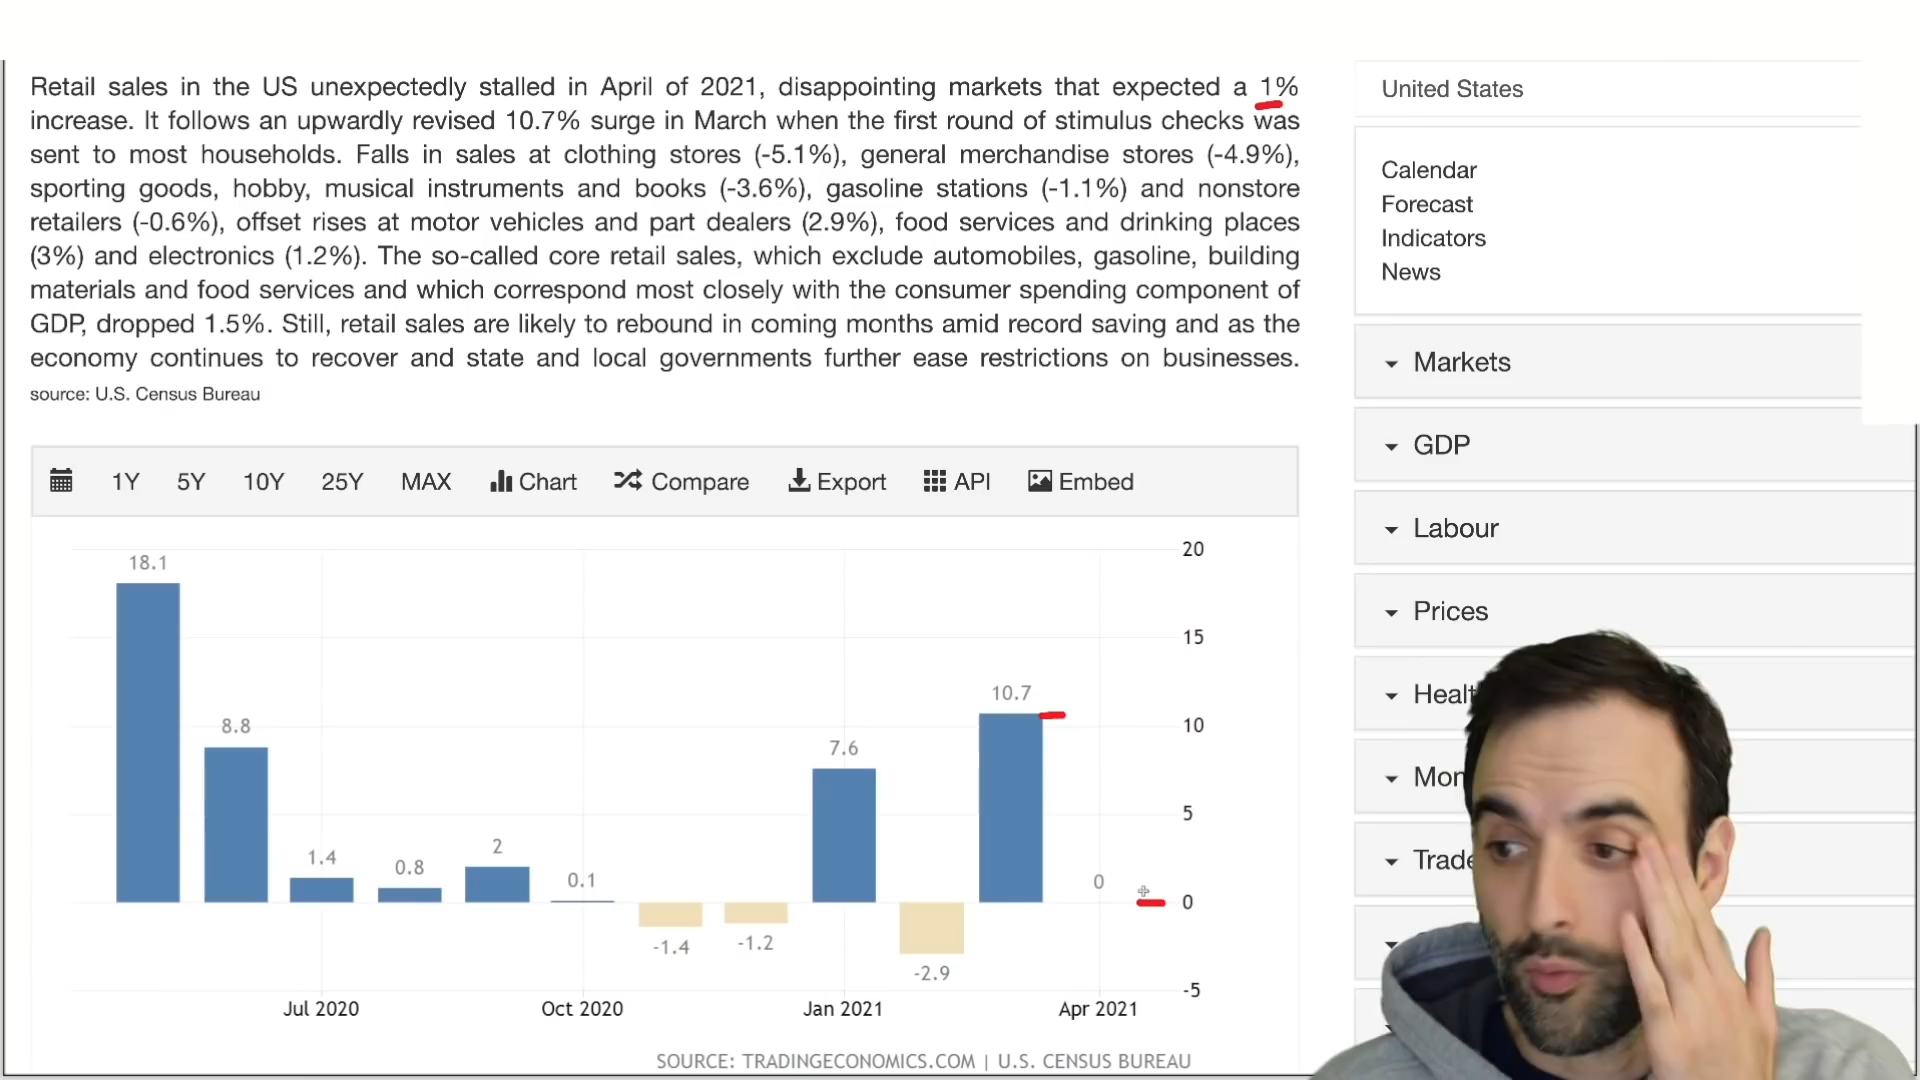 Retail sales in the US unexpectedly stalled in April of 2021, disappointing markets that expected a 1%
increase. It follows an upwardly revised 10.7% surge in March when the first round of stimulus checks was
sent to most households. Falls in sales at clothing stores (-5.1%), general merchandise stores (-4.9%),
sporting goods, hobby, musical instruments and books (-3.6%), gasoline stations (-1.1%) and nonstore
retailers (-0.6%), offset rises at motor vehicles and part dealers (2.9%), food services and drinking places
(3%) and electronics (1.2%). The so-called core retail sales, which exclude automobiles, gasoline, building
materials and food services and which correspond most closely with the consumer spending component of
GDP, dropped 1.5%. Still, retail sales are likely to rebound in coming months amid record saving and as the
economy continues to recover and state and local governments further ease restrictions on businesses.
source: U.S. Census Bureau
1Y 5Y 10Y 25Y MAX Chart Compare Export API Embed
20
18.1
15
10.7
10
8.8
7.6
5
2
1.4
0.8
0.1
0
0
-1.4
-1.2
-2.9
-5
Jul 2020 Oct 2020 Jan 2021 Apr 2021
SOURCE: TRADINGECONOMICS.COM | U.S. CENSUS BUREAU
United States
Calendar
Forecast
Indicators
News
Markets
GDP
Labour
Prices
Trade